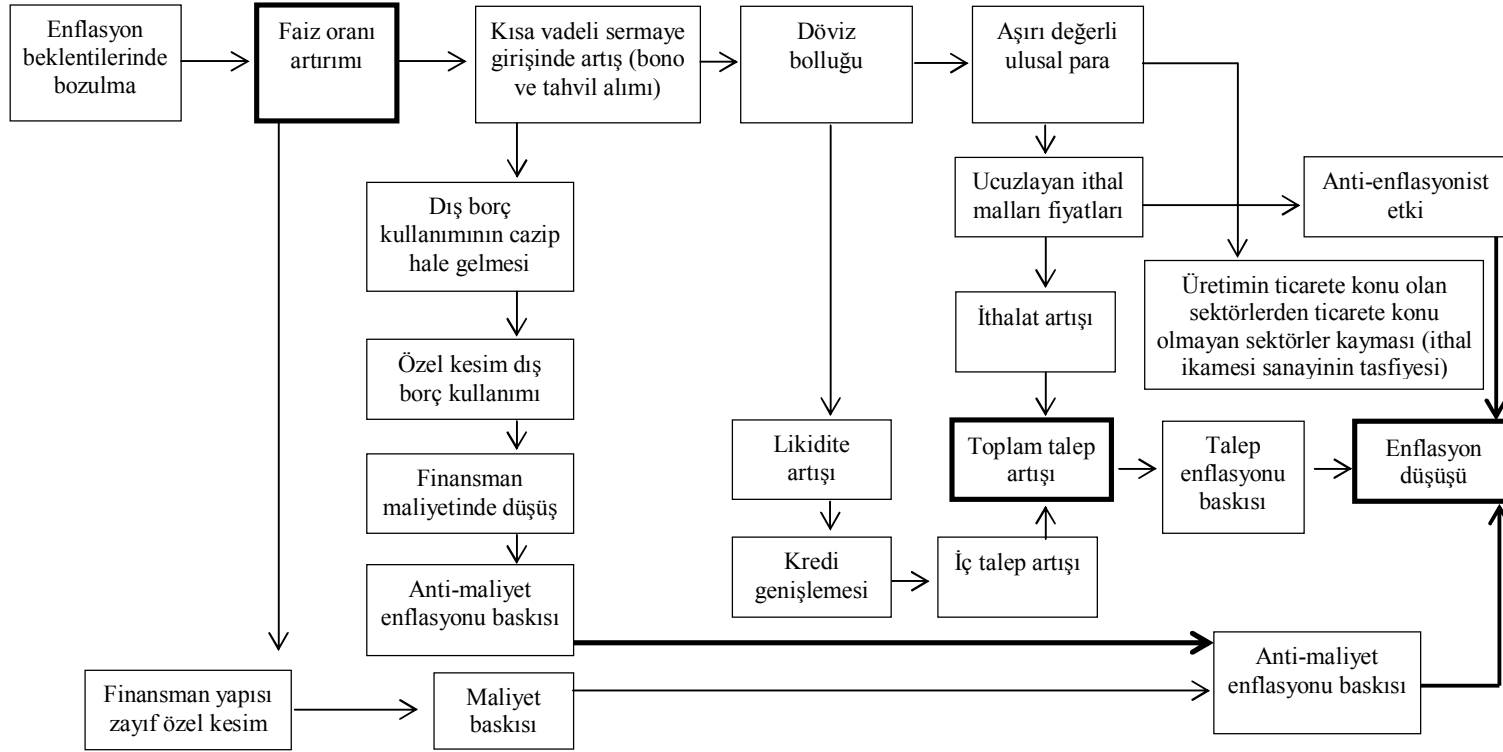 Enflasyon
beklentilerinde
bozulma
Faiz oranı
artırımı
Kısa vadeli sermaye
girişinde artış (bono
ve tahvil alımı)
Döviz
bolluğu
Aşırı değerli
ulusal para
Ucuzlayan ithal
malları fiyatları
Anti-enflasyonist
etki
Dış borç
kullanımının cazip
hale gelmesi
Üretimin ticarete konu olan
sektörlerden ticarete konu
olmayan sektörler kayması (ithal
ikamesi sanayinin tasfiyesi)
İthalat artışı
Özel kesim dış
borç kullanımı
Likidite
artışı
Toplam talep
artışı
Talep
enflasyonu
baskısı
Enflasyon
düşüşü
Finansman
maliyetinde düşüş
Kredi
genişlemesi
İç talep artışı
Anti-maliyet
enflasyonu baskısı
Anti-maliyet
enflasyonu baskısı
Finansman yapısı
zayıf özel kesim
Maliyet
baskısı